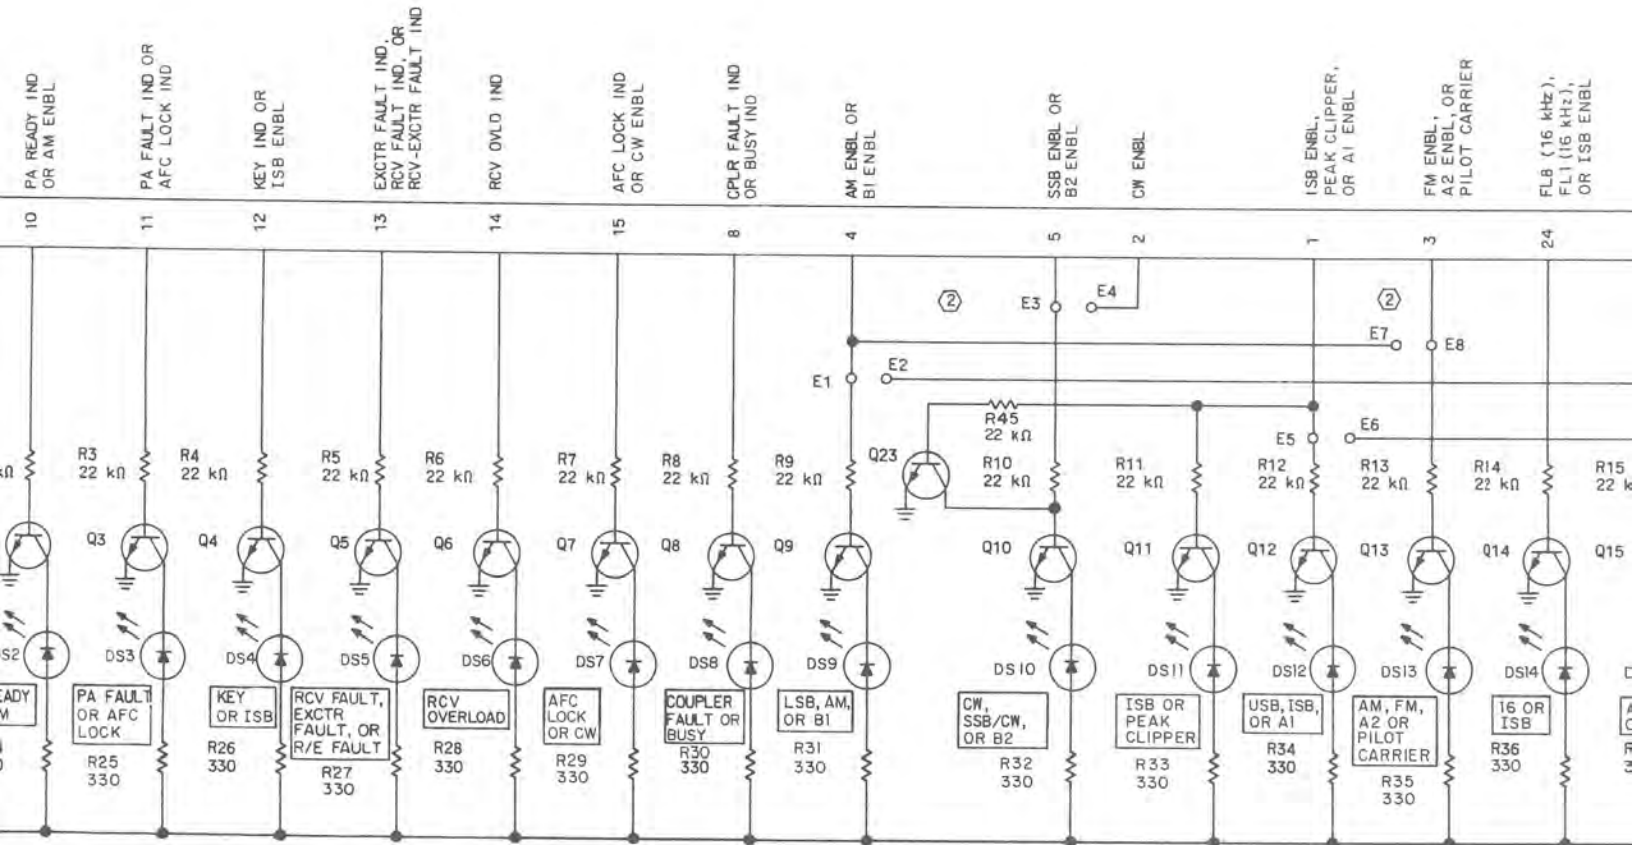 PA READY IND
OR AM ENBL
PA FAULT IND OR
AFC LOCK IND
KEY IND OR
ISB ENBL
EXCTR FAULT IND,
RCV FAULT IND, OR
RCV-EXCTR FAULT IND
RCV OVLD IND
AFC LOCK IND
OR CW ENBL
CPLR FAULT IND
OR BUSY IND
AM ENBL OR
B1 ENBL
SSB ENBL OR
B2 ENBL
CW ENBL
ISB ENBL,
PEAK CLIPPER,
OR A1 ENBL
FM ENBL,
A2 ENBL, OR
PILOT CARRIER
FL8 (16 kHz),
FL1 (16 kHz),
OR ISB ENBL
10 11 12 13 14 15 8 4 5 2 1 3 24
2 E3 E4 2
E7 E8
E1 E2
R45
22 kΩ
E5 E6
kΩ
R3
22 kΩ
R4
22 kΩ
R5
22 kΩ
R6
22 kΩ
R7
22 kΩ
R8
22 kΩ
R9
22 kΩ
Q23
R10
22 kΩ
R11
22 kΩ
R12
22 kΩ
R13
22 kΩ
R14
22 kΩ
R15
22 k
Q3 Q4 Q5 Q6 Q7 Q8 Q9 Q10 Q11 Q12 Q13 Q14 Q15
DS2 DS3 DS4 DS5 DS6 DS7 DS8 DS9 DS10 DS11 DS12 DS13 DS14
EADY
M
PA FAULT
OR AFC
LOCK
KEY
OR ISB
RCV FAULT,
EXCTR
FAULT, OR
R/E FAULT
RCV
OVERLOAD
AFC
LOCK
OR CW
COUPLER
FAULT OR
BUSY
LSB, AM,
OR B1
CW,
SSB/CW,
OR B2
ISB OR
PEAK
CLIPPER
USB, ISB,
OR A1
AM, FM,
A2 OR
PILOT
CARRIER
16 OR
ISB
R25
330
R26
330
R27
330
R28
330
R29
330
R30
330
R31
330
R32
330
R33
330
R34
330
R35
330
R36
330